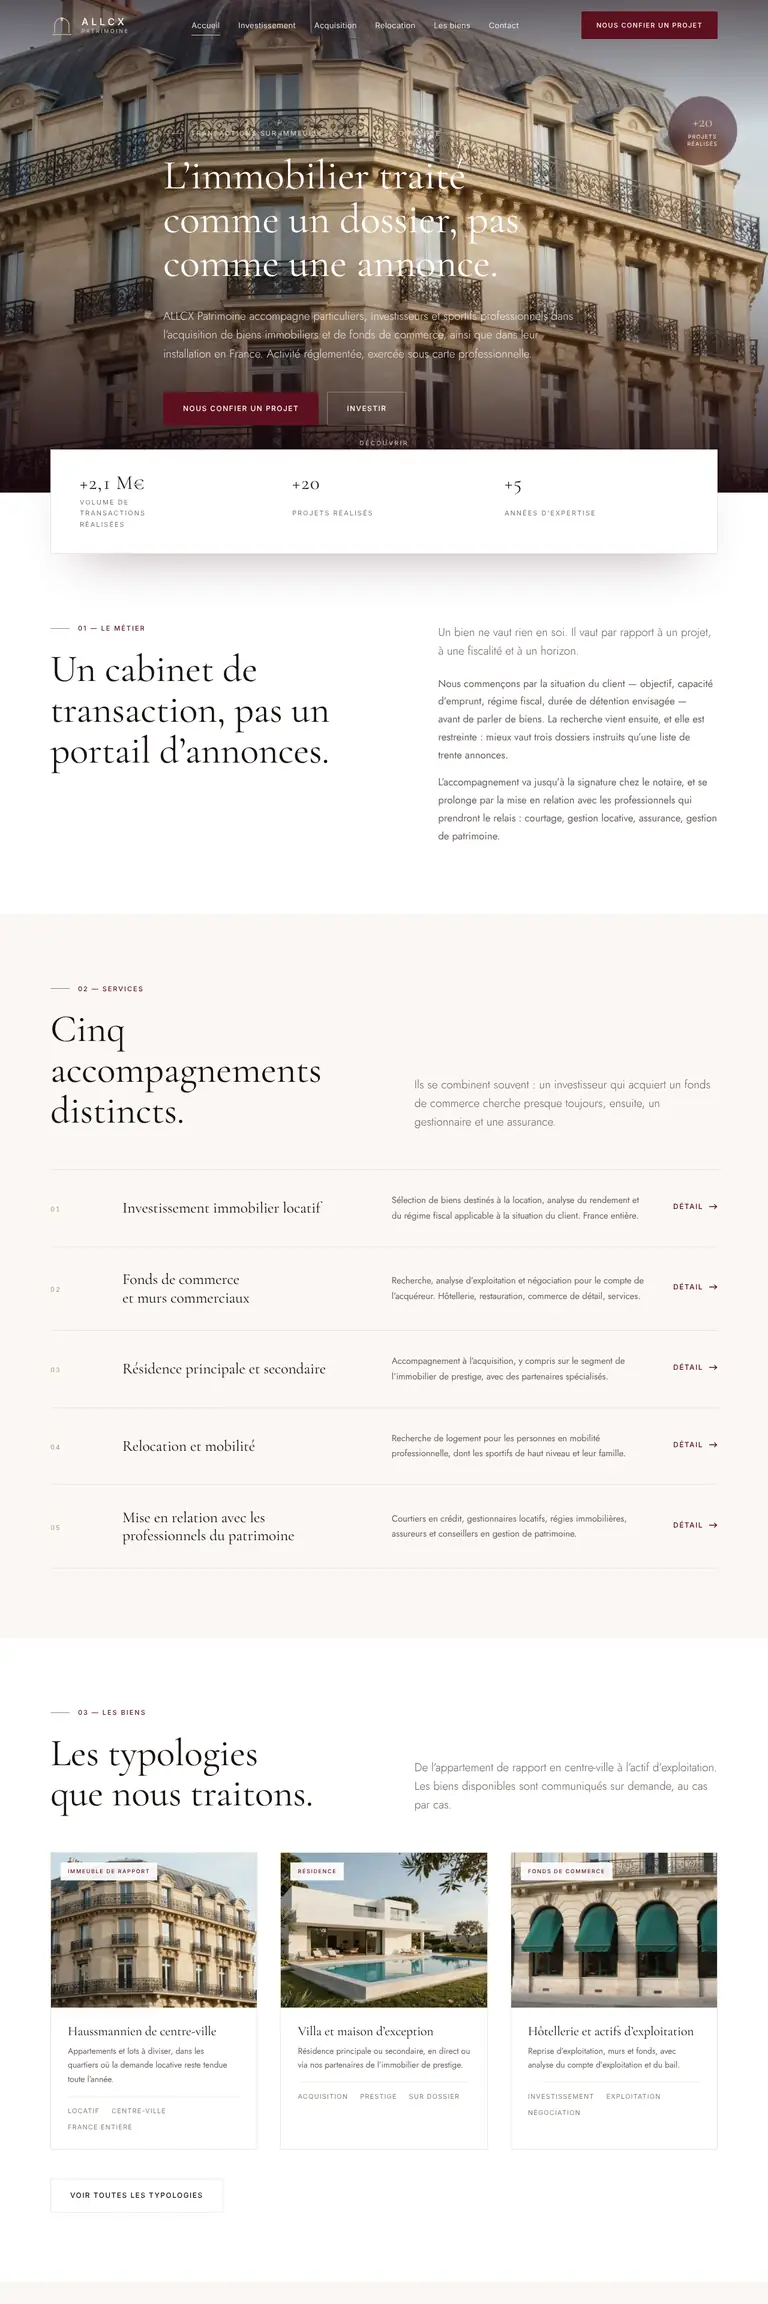 ALLCX
PATRIMOINE
Accueil
Investissement
Acquisition
Relocation
Les biens
Contact
NOUS CONFIER UN PROJET
+20
PROJETS
RÉALISÉS
TRANSACTIONS SUR IMMEUBLES ET FONDS DE COMMERCE
L’immobilier traité
comme un dossier, pas
comme une annonce.
ALLCX Patrimoine accompagne particuliers, investisseurs et sportifs professionnels dans
l’acquisition de biens immobiliers et de fonds de commerce, ainsi que dans leur
installation en France. Activité réglementée, exercée sous carte professionnelle.
NOUS CONFIER UN PROJET
INVESTIR
DÉCOUVRIR
+2,1 M€
VOLUME DE
TRANSACTIONS
RÉALISÉES
+20
PROJETS RÉALISÉS
+5
ANNÉES D’EXPERTISE
01 — LE MÉTIER
Un cabinet de
transaction, pas un
portail d’annonces.
Un bien ne vaut rien en soi. Il vaut par rapport à un projet,
à une fiscalité et à un horizon.
Nous commençons par la situation du client — objectif, capacité
d’emprunt, régime fiscal, durée de détention envisagée —
avant de parler de biens. La recherche vient ensuite, et elle est
restreinte : mieux vaut trois dossiers instruits qu’une liste de
trente annonces.
L’accompagnement va jusqu’à la signature chez le notaire, et se
prolonge par la mise en relation avec les professionnels qui
prendront le relais : courtage, gestion locative, assurance, gestion
de patrimoine.
02 — SERVICES
Cinq
accompagnements
distincts.
Ils se combinent souvent : un investisseur qui acquiert un fonds
de commerce cherche presque toujours, ensuite, un
gestionnaire et une assurance.
01
Investissement immobilier locatif
Sélection de biens destinés à la location, analyse du rendement et
du régime fiscal applicable à la situation du client. France entière.
DÉTAIL →
02
Fonds de commerce
et murs commerciaux
Recherche, analyse d’exploitation et négociation pour le compte de
l’acquéreur. Hôtellerie, restauration, commerce de détail, services.
DÉTAIL →
03
Résidence principale et secondaire
Accompagnement à l’acquisition, y compris sur le segment de
l’immobilier de prestige, avec des partenaires spécialisés.
DÉTAIL →
04
Relocation et mobilité
Recherche de logement pour les personnes en mobilité
professionnelle, dont les sportifs de haut niveau et leur famille.
DÉTAIL →
05
Mise en relation avec les
professionnels du patrimoine
Courtiers en crédit, gestionnaires locatifs, régies immobilières,
assureurs et conseillers en gestion de patrimoine.
DÉTAIL →
03 — LES BIENS
Les typologies
que nous traitons.
De l’appartement de rapport en centre-ville à l’actif d’exploitation.
Les biens disponibles sont communiqués sur demande, au cas
par cas.
IMMEUBLE DE RAPPORT
Haussmannien de centre-ville
Appartements et lots à diviser, dans les
quartiers où la demande locative reste tendue
toute l’année.
LOCATIF CENTRE-VILLE
FRANCE ENTIÈRE
RÉSIDENCE
Villa et maison d’exception
Résidence principale ou secondaire, en direct ou
via nos partenaires de l’immobilier de prestige.
ACQUISITION PRESTIGE SUR DOSSIER
FONDS DE COMMERCE
Hôtellerie et actifs d’exploitation
Reprise d’exploitation, murs et fonds, avec
analyse du compte d’exploitation et du bail.
INVESTISSEMENT EXPLOITATION
NÉGOCIATION
VOIR TOUTES LES TYPOLOGIES